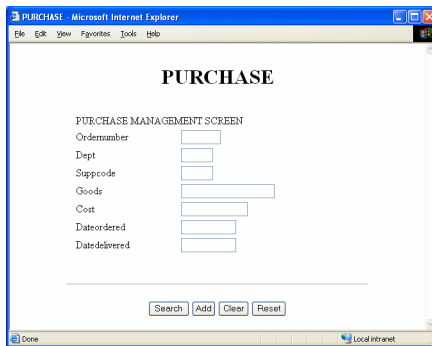 PURCHASE - Microsoft Internet Explorer
File Edit View Favorites Tools Help
PURCHASE
PURCHASE MANAGEMENT SCREEN
Ordernumber
Dept
Suppcode
Goods
Cost
Dateordered
Datedelivered
Search Add Clear Reset
Done Local intranet